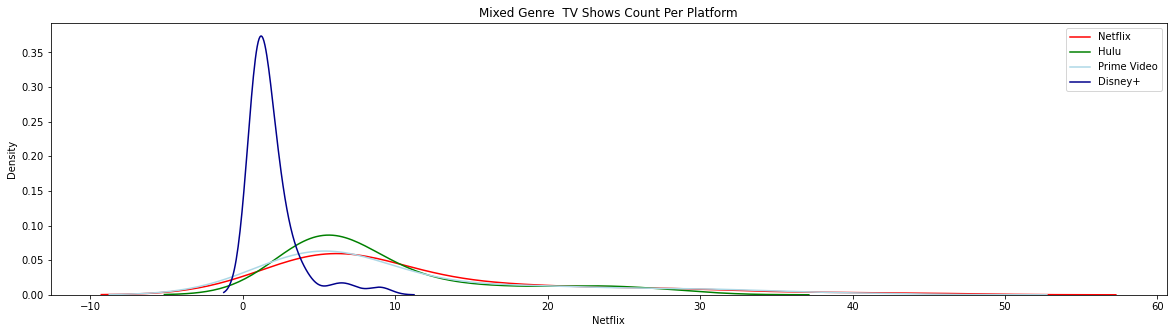 Mixed Genre  TV Shows Count Per Platform
Netflix
Hulu
Prime Video
Disney+
Density
0.35
0.30
0.25
0.20
0.15
0.10
0.05
0.00
−10
0
10
20
30
40
50
60
Netflix